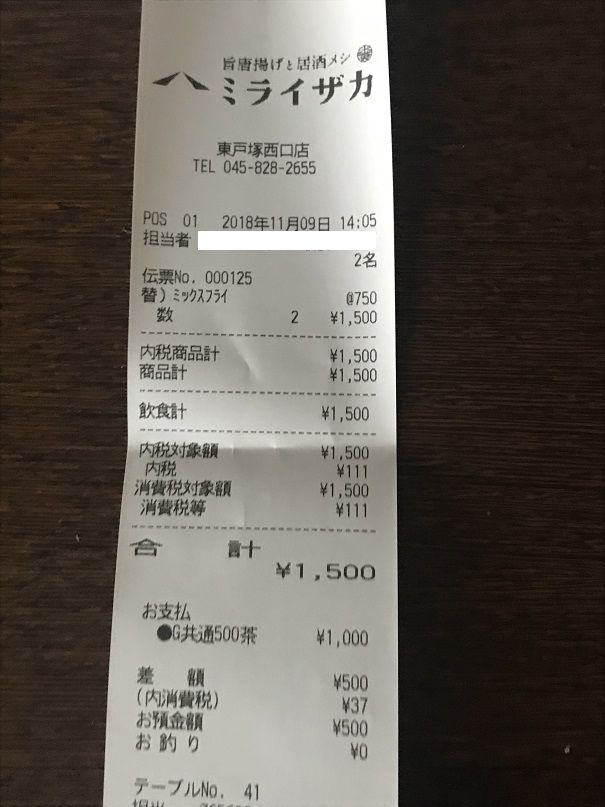 旨唐揚げと居酒メシ
ミライザカ
東戸塚西口店
TEL 045-828-2655
POS 01 2018年11月09日 14:05
担当者
2名
伝票No. 000125
替)ミックスフライ @750
数 2 ¥1,500
内税商品計 ¥1,500
商品計 ¥1,500
飲食計 ¥1,500
内税対象額 ¥1,500
内税 ¥111
消費税対象額 ¥1,500
消費税等 ¥111
合計 ¥1,500
お支払
●G共通500茶 ¥1,000
差額 ¥500
(内消費税) ¥37
お預金額 ¥500
お釣り ¥0
テーブルNo. 41
担当